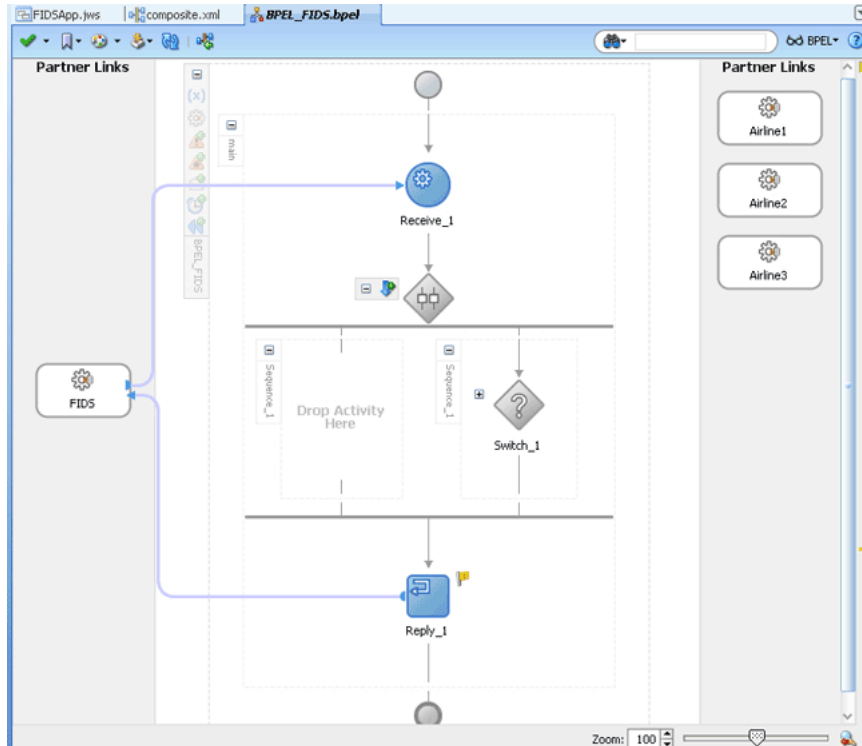 FIDSApp.jws composite.xml BPEL_FIDS.bpel
BPEL
Partner Links
Partner Links
(x)
main
Airline1
Receive_1
Airline2
BPEL_FIDS
Airline3
Sequence_1
Sequence_1
FIDS
Drop Activity
Here
Switch_1
Reply_1
Zoom: 100